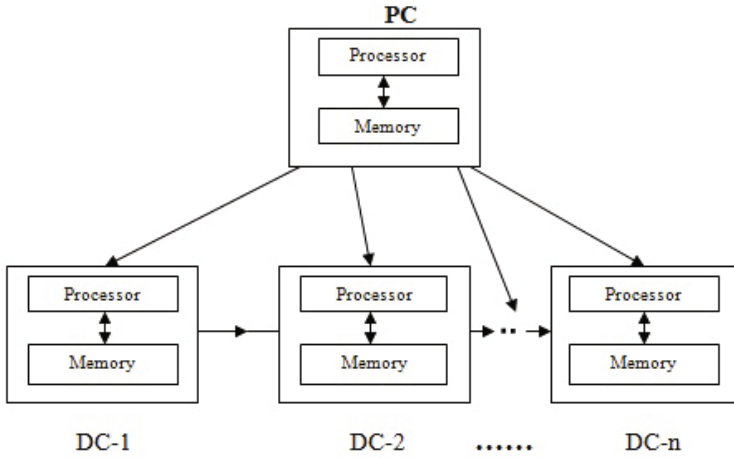 PC
Processor
Memory
Processor Processor Processor
..
Memory Memory Memory
DC-1 DC-2 ...... DC-n